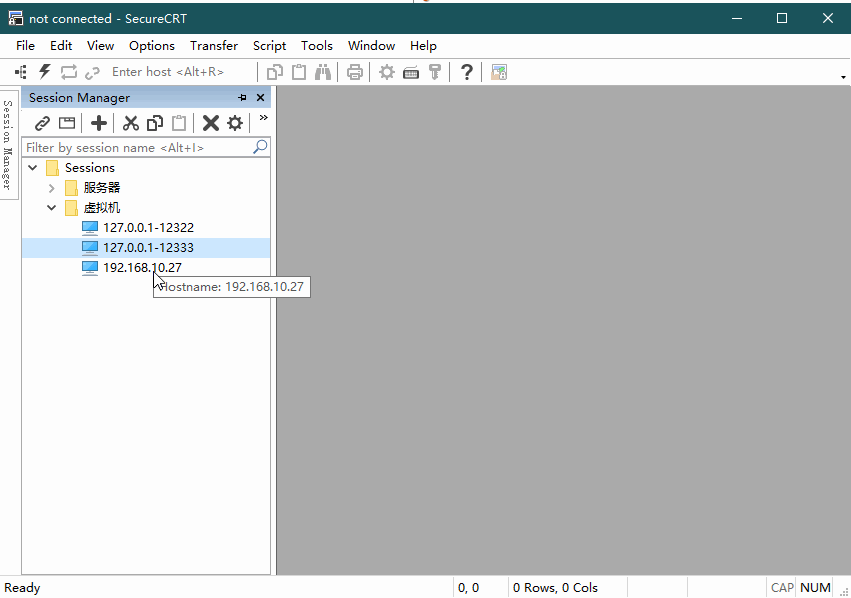 not connected - SecureCRT
File Edit View Options Transfer Script Tools Window Help
Enter host <Alt+R>
Session Manager
Session Manager
Filter by session name <Alt+I>
Sessions
服务器
虚拟机
127.0.0.1-12322
127.0.0.1-12333
192.168.10.27
Hostname: 192.168.10.27
Ready 0, 0 0 Rows, 0 Cols CAP NUM